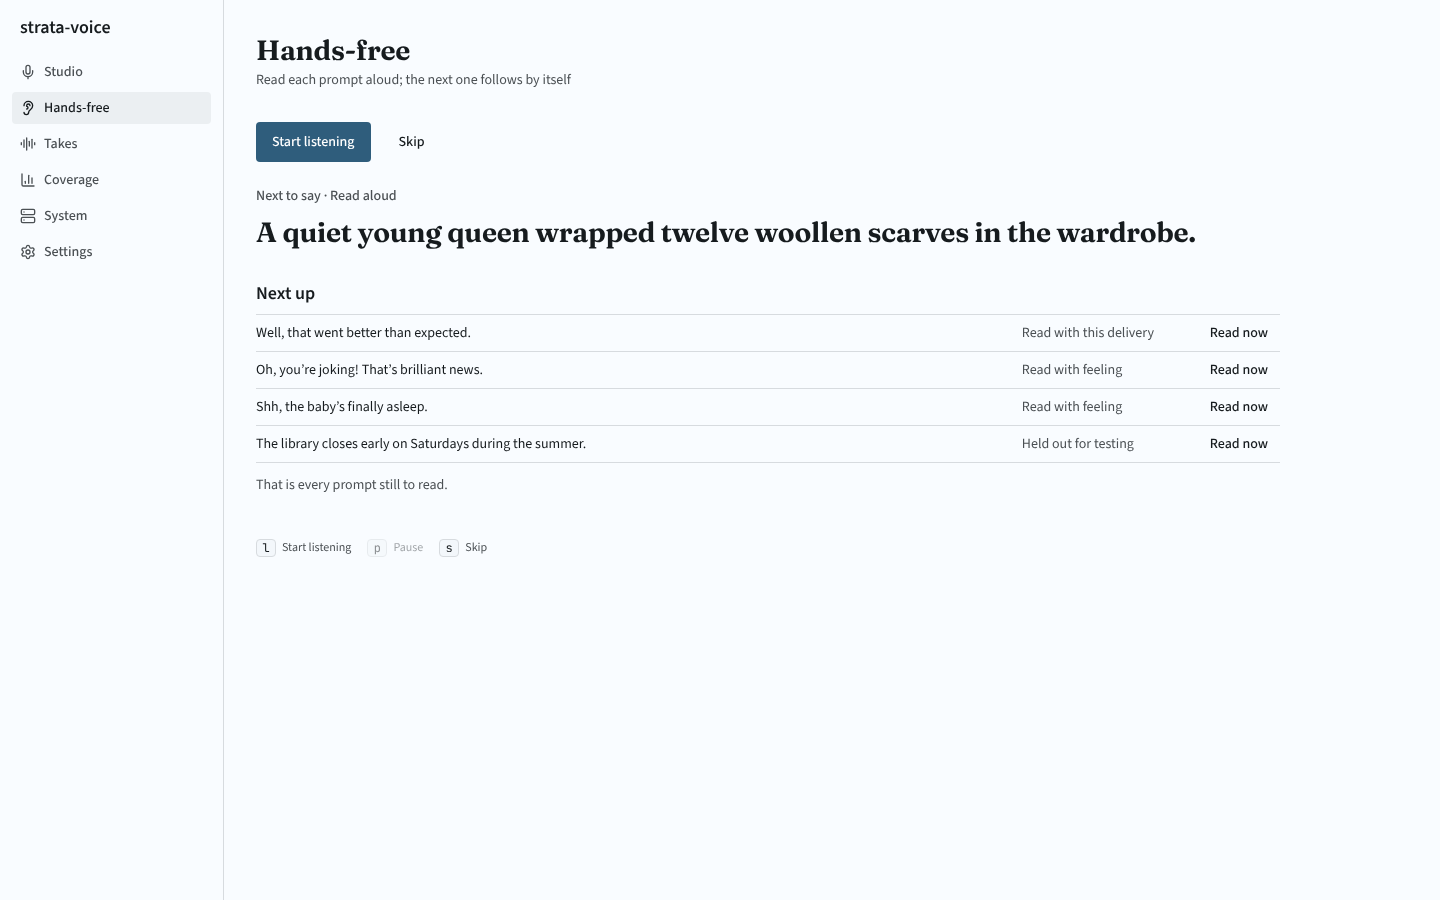 strata-voice
Studio
Hands-free
Takes
Coverage
System
Settings
Hands-free
Read each prompt aloud; the next one follows by itself
Start listening Skip
Next to say · Read aloud
A quiet young queen wrapped twelve woollen scarves in the wardrobe.
Next up
Well, that went better than expected. Read with this delivery Read now
Oh, you’re joking! That’s brilliant news. Read with feeling Read now
Shh, the baby’s finally asleep. Read with feeling Read now
The library closes early on Saturdays during the summer. Held out for testing Read now
That is every prompt still to read.
l Start listening p Pause s Skip